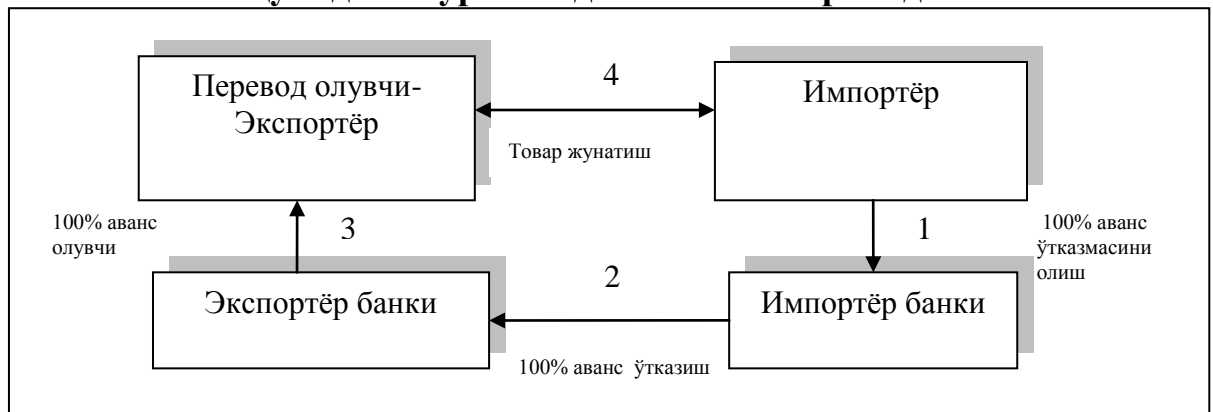 4
Перевод олувчи-
Экспортёр
Импортёр
Товар жунатиш
100% аванс
олувчи
3
1
100% аванс
ўтказмасини
олиш
2
Экспортёр банки
Импортёр банки
100% аванс ўтказиш